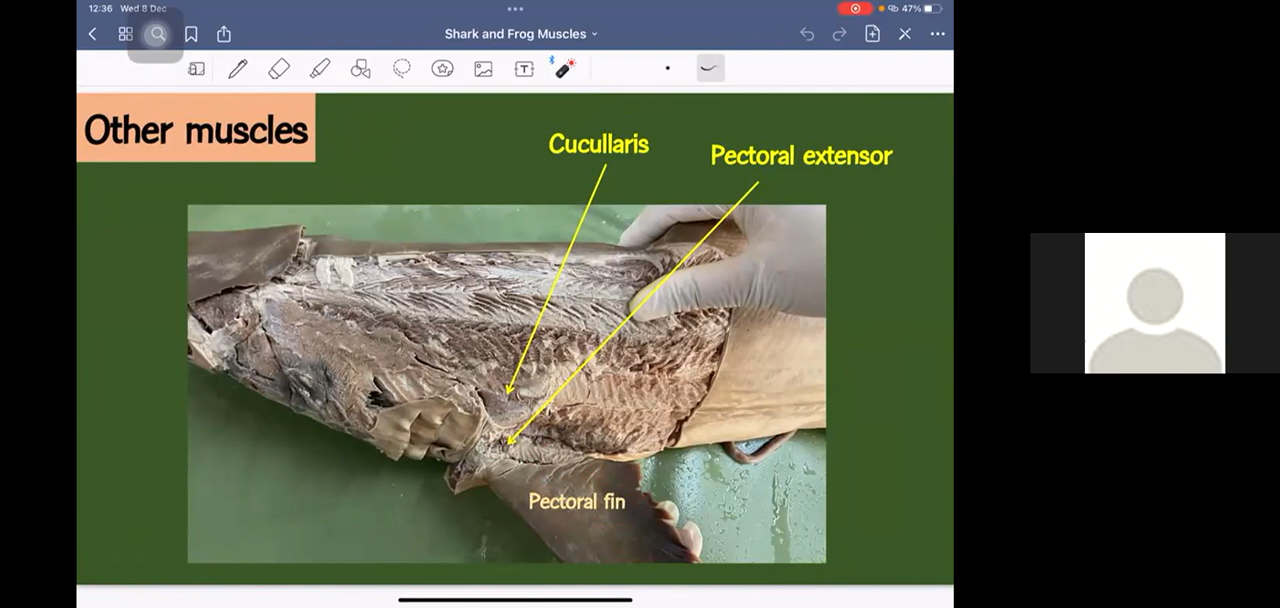 12:36 Wed 8 Dec
47%
Shark and Frog Muscles
T
Other muscles
Cucullaris
Pectoral extensor
Pectoral fin